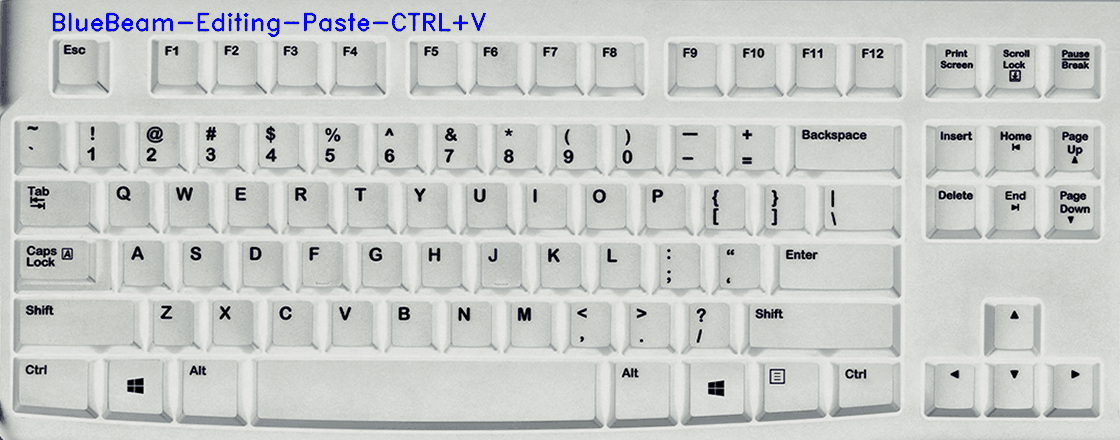 BlueBeam-Editing-Paste-CTRL+V
Esc F1 F2 F3 F4 F5 F6 F7 F8 F9 F10 F11 F12 Print Screen Scroll Lock Pause Break
~ ` ! 1 @ 2 # 3 $ 4 % 5 ^ 6 & 7 * 8 ( 9 ) 0 — - + = Backspace Insert Home Page Up
Tab Q W E R T Y U I O P { [ } ] | \ Delete End Page Down
Caps Lock A S D F G H J K L : ; “ ‘ Enter
Shift Z X C V B N M < , > . ? / Shift
Ctrl Alt Alt Ctrl